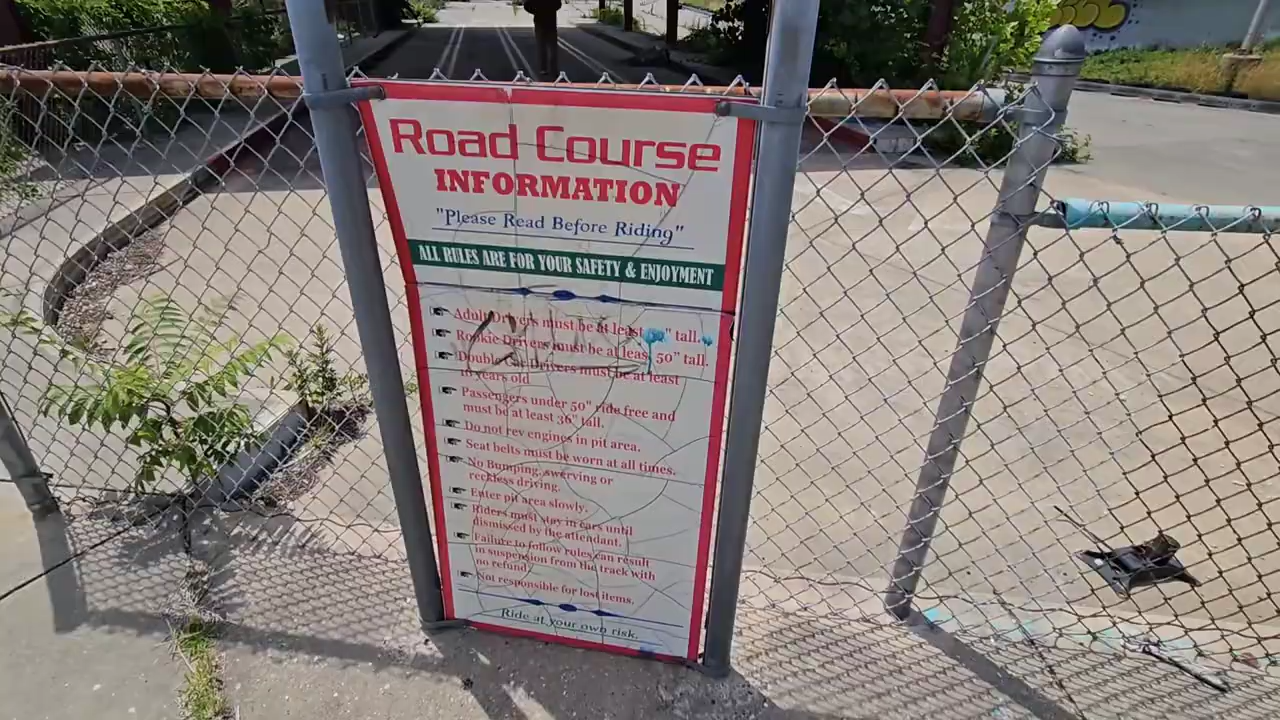 Road Course
INFORMATION
"Please Read Before Riding"
ALL RULES ARE FOR YOUR SAFETY & ENJOYMENT
Adult Drivers must be at least " tall.
Rookie Drivers must be at least 50" tall.
Double Car Drivers must be at least
years old
Passengers under 50" ride free and
must be at least 36" tall.
Do not rev engines in pit area.
Seat belts must be worn at all times.
No Bumping, swerving or
reckless driving.
Enter pit area slowly.
Riders must stay in cars until
dismissed by the attendant.
Failure to follow rules can result
in suspension from the track with
no refund
Not responsible for lost items.
Ride at your own risk.